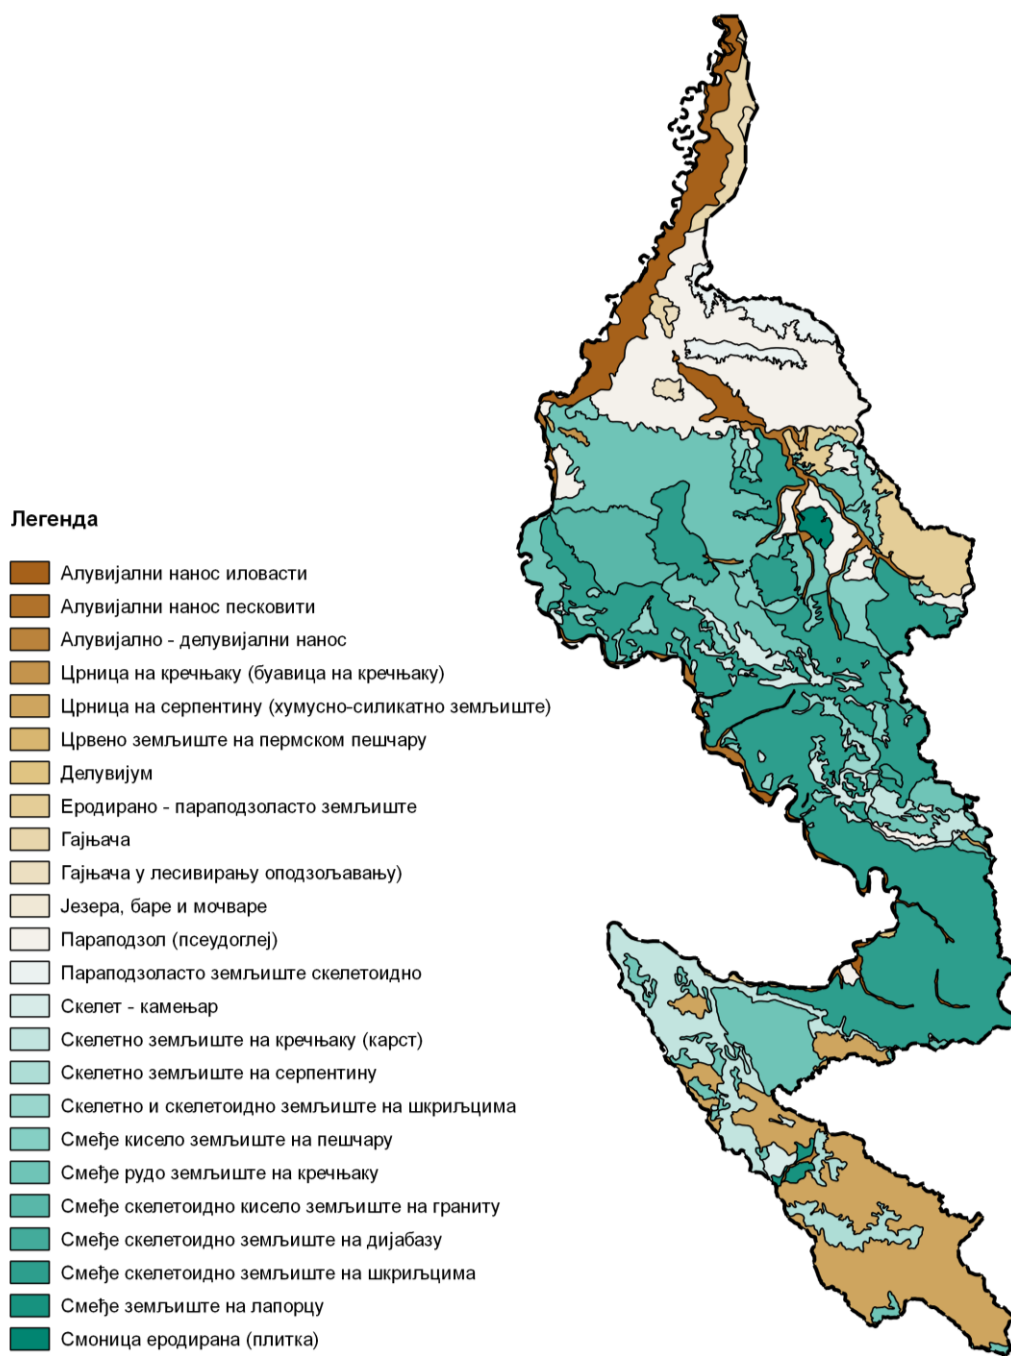 Легенда
Алувијални нанос иловасти
Алувијални нанос песковити
Алувијално - делувијални нанос
Црница на кречњаку (буавица на кречњаку)
Црница на серпентину (хумусно-силикатно земљиште)
Црвено земљиште на пермском пешчару
Делувијум
Еродирано - параподзоласто земљиште
Гајњача
Гајњача у лесивирању оподзољавању)
Језера, баре и мочваре
Параподзол (псеудоглеј)
Параподзоласто земљиште скелетоидно
Скелет - камењар
Скелетно земљиште на кречњаку (карст)
Скелетно земљиште на серпентину
Скелетно и скелетоидно земљиште на шкриљцима
Смеђе кисело земљиште на пешчару
Смеђе рудо земљиште на кречњаку
Смеђе скелетоидно кисело земљиште на граниту
Смеђе скелетоидно земљиште на дијабазу
Смеђе скелетоидно земљиште на шкриљцима
Смеђе земљиште на лапорцу
Смоница еродирана (плитка)